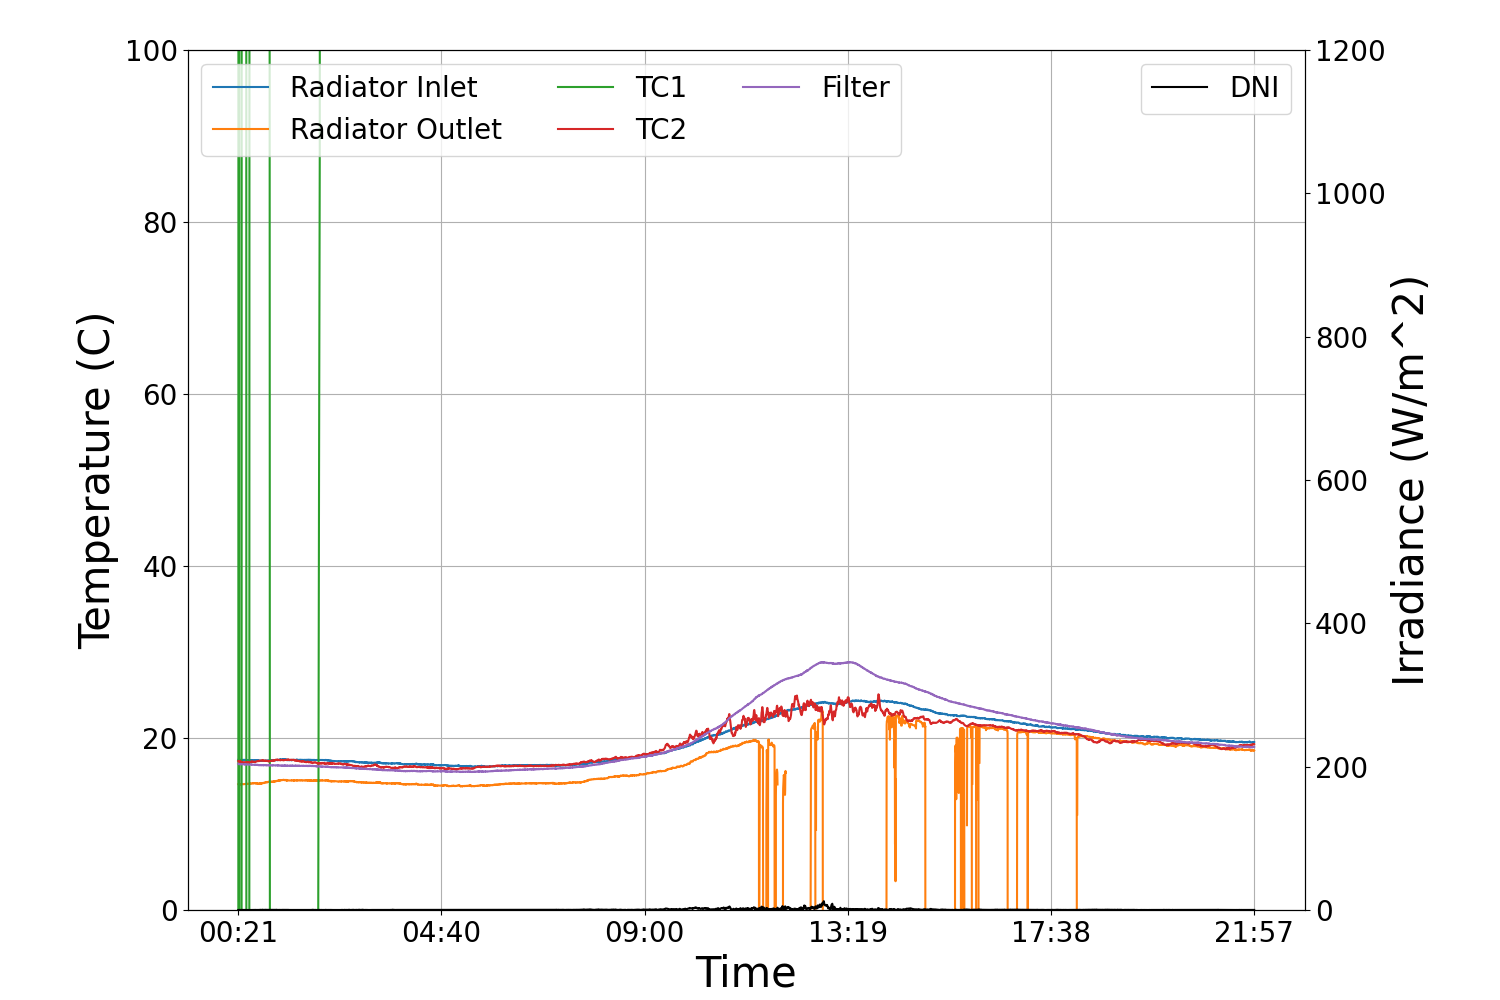 100
80
60
40
20
0
Temperature (C)
Radiator Inlet
Radiator Outlet
TC1
TC2
Filter
DNI
1200
1000
800
600
400
200
0
Irradiance (W/m^2)
00:21 04:40 09:00 13:19 17:38 21:57
Time